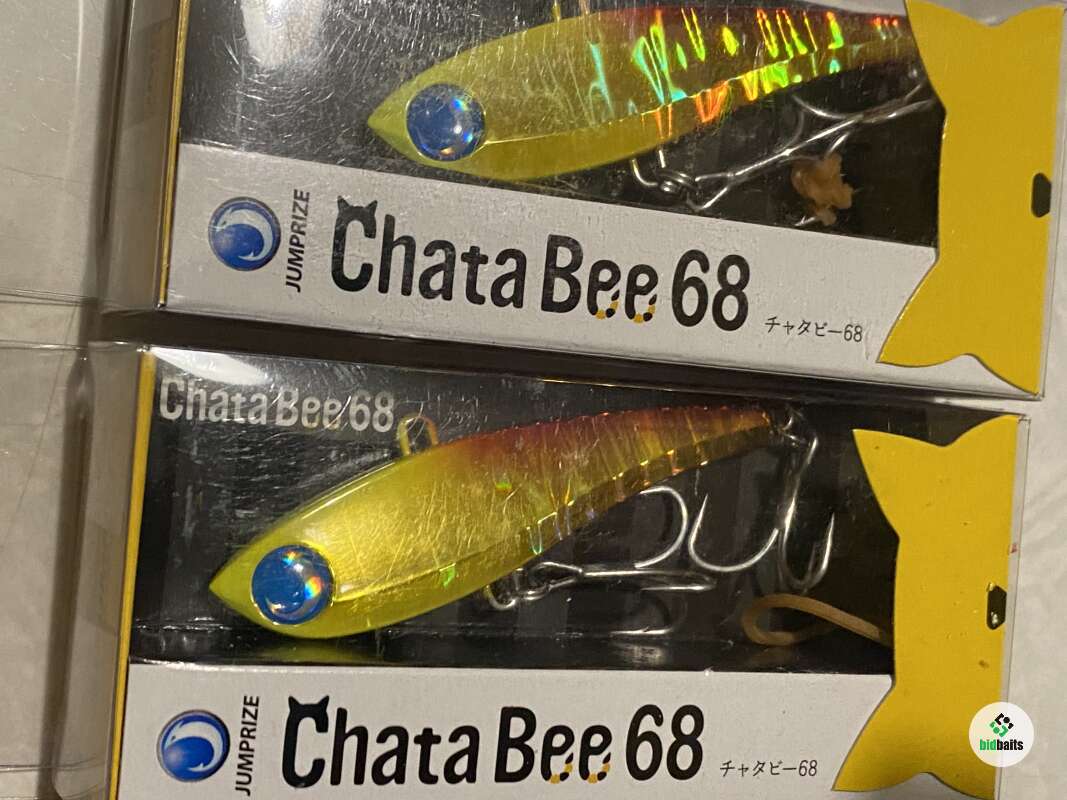 JUMPRIZE
Chata Bee 68
チャタビー68
Chata Bee 68
JUMPRIZE
Chata Bee 68
チャタビー68
bidbaits